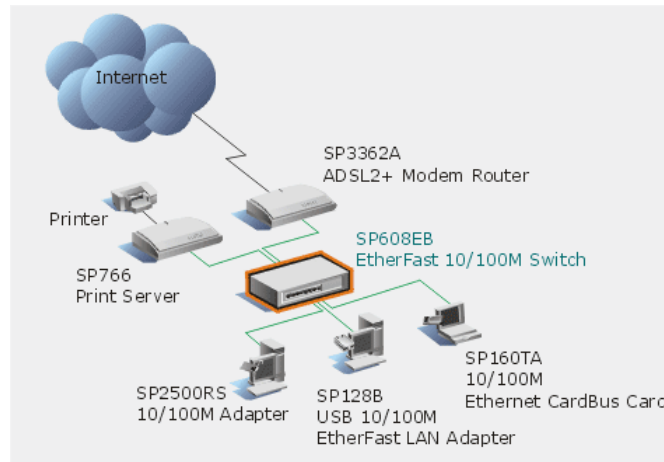 Internet
SP3362A
ADSL2+ Modem Router
Printer
SP766
Print Server
SP608EB
EtherFast 10/100M Switch
SP2500RS
10/100M Adapter
SP128B
USB 10/100M
EtherFast LAN Adapter
SP160TA
10/100M
Ethernet CardBus Card